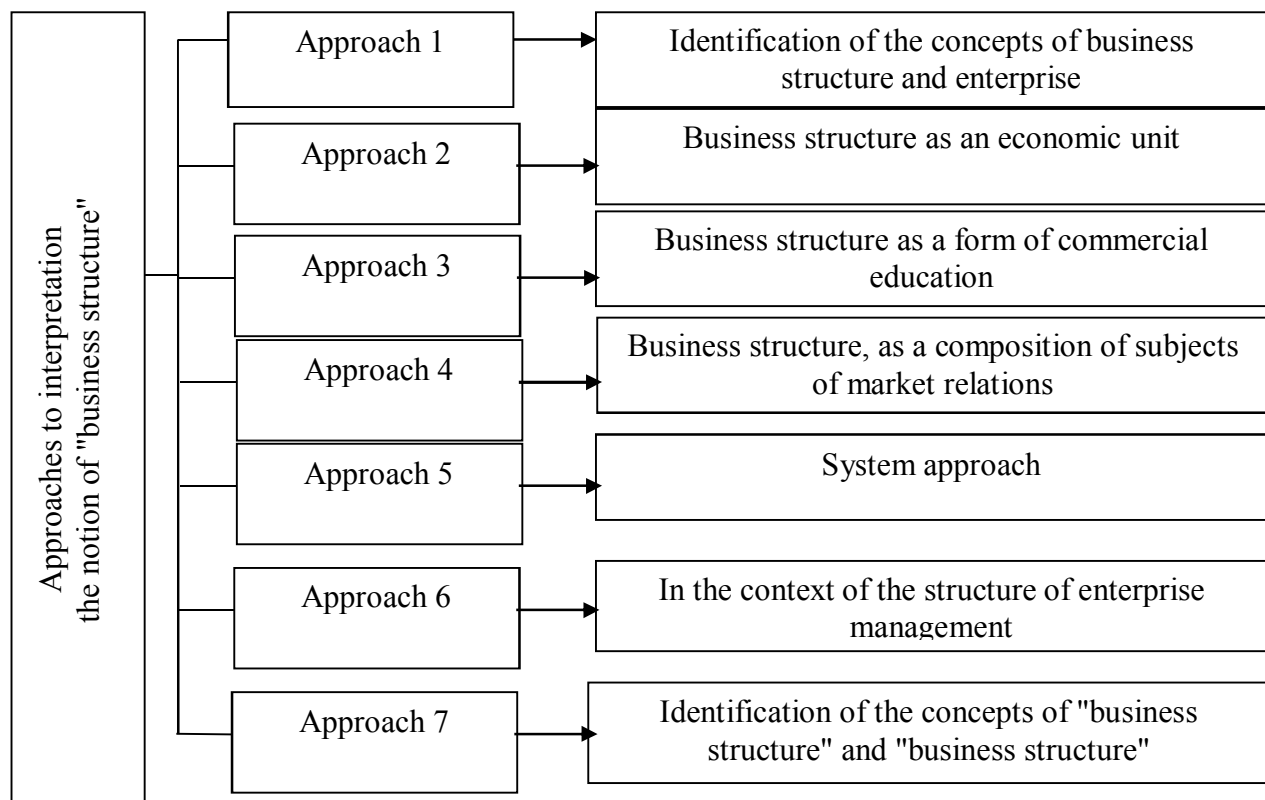 Approaches to interpretation
the notion of "business structure"
Approach 1
Identification of the concepts of business
structure and enterprise
Approach 2
Business structure as an economic unit
Approach 3
Business structure as a form of commercial
education
Approach 4
Business structure, as a composition of subjects
of market relations
Approach 5
System approach
Approach 6
In the context of the structure of enterprise
management
Approach 7
Identification of the concepts of "business
structure" and "business structure"